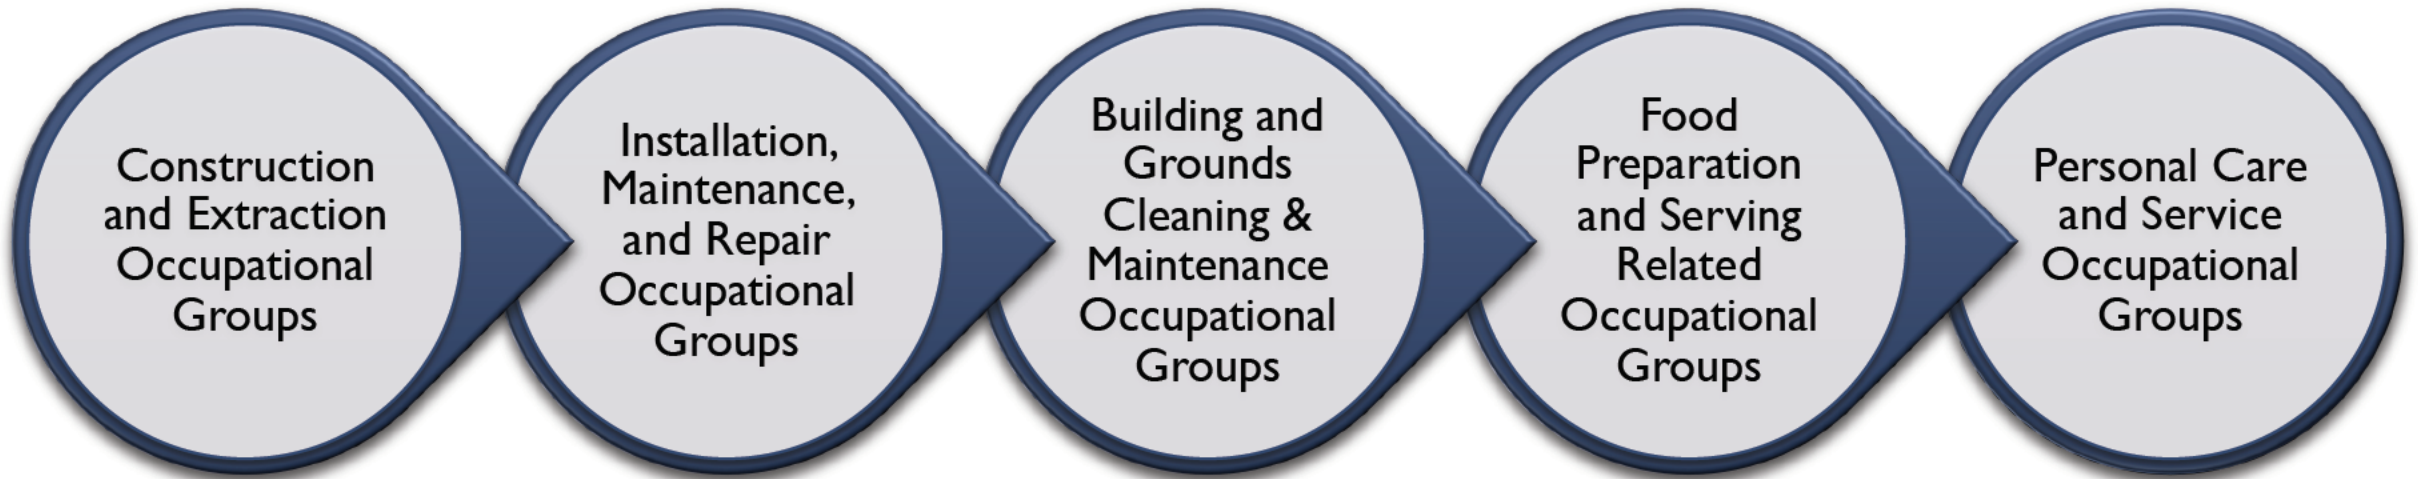 Construction
and Extraction
Occupational
Groups
Installation,
Maintenance,
and Repair
Occupational
Groups
Building and
Grounds
Cleaning &
Maintenance
Occupational
Groups
Food
Preparation
and Serving
Related
Occupational
Groups
Personal Care
and Service
Occupational
Groups